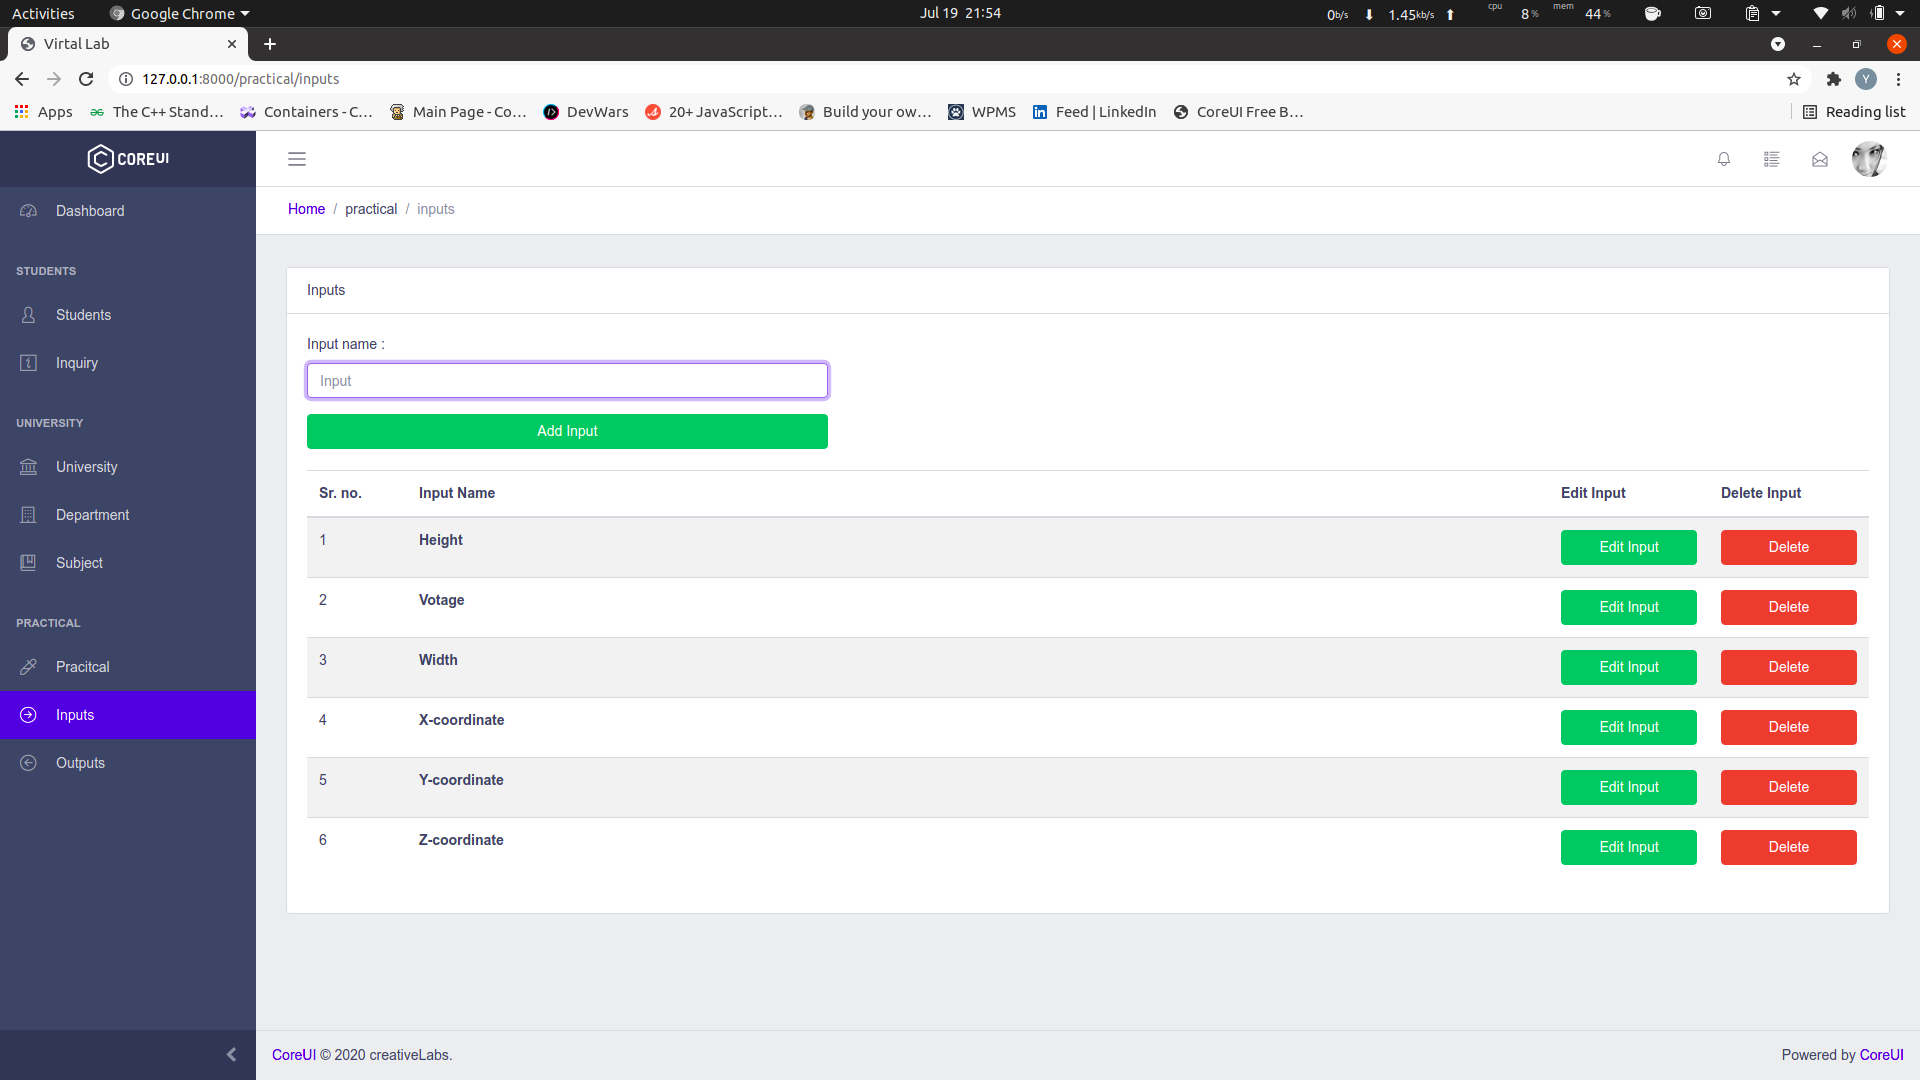 Activities Google Chrome Jul 19 21:54 0b/s 1.45kb/s cpu 8% mem 44%
Virtal Lab
127.0.0.1:8000/practical/inputs Y
Apps The C++ Stand... Containers - C... Main Page - Co... DevWars 20+ JavaScript... Build your ow... WPMS Feed | LinkedIn CoreUI Free B... Reading list
COREUI
Home / practical / inputs
Dashboard
STUDENTS
Students
Inquiry
UNIVERSITY
University
Department
Subject
PRACTICAL
Pracitcal
Inputs
Outputs
Inputs
Input name :
Input
Add Input
Sr. no. Input Name Edit Input Delete Input
1 Height Edit Input Delete
2 Votage Edit Input Delete
3 Width Edit Input Delete
4 X-coordinate Edit Input Delete
5 Y-coordinate Edit Input Delete
6 Z-coordinate Edit Input Delete
CoreUI © 2020 creativeLabs. Powered by CoreUI